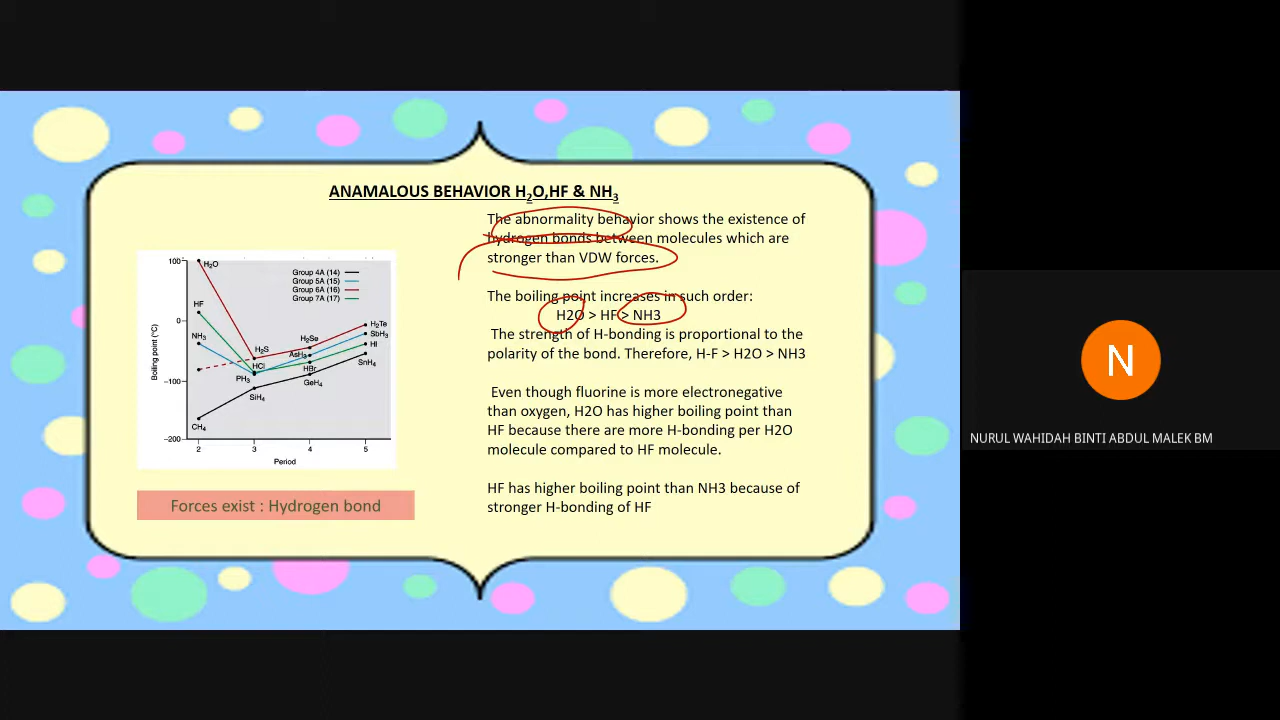 ANAMALOUS BEHAVIOR H₂O,HF & NH₃
The abnormality behavior shows the existence of
hydrogen bonds between molecules which are
stronger than VDW forces.
The boiling point increases in such order:
H2O > HF > NH3
The strength of H-bonding is proportional to the
polarity of the bond. Therefore, H-F > H2O > NH3
Even though fluorine is more electronegative
than oxygen, H2O has higher boiling point than
HF because there are more H-bonding per H2O
molecule compared to HF molecule.
HF has higher boiling point than NH3 because of
stronger H-bonding of HF
100
0
−100
−200
Boiling point (°C)
2
3
4
5
Period
Group 4A (14)
Group 5A (15)
Group 6A (16)
Group 7A (17)
H₂O
HF
NH₃
CH₄
H₂S
HCl
PH₃
SiH₄
H₂Se
AsH₃
HBr
GeH₄
H₂Te
SbH₃
HI
SnH₄
Forces exist : Hydrogen bond
N
NURUL WAHIDAH BINTI ABDUL MALEK BM